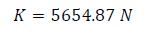 K = 5654.87 N